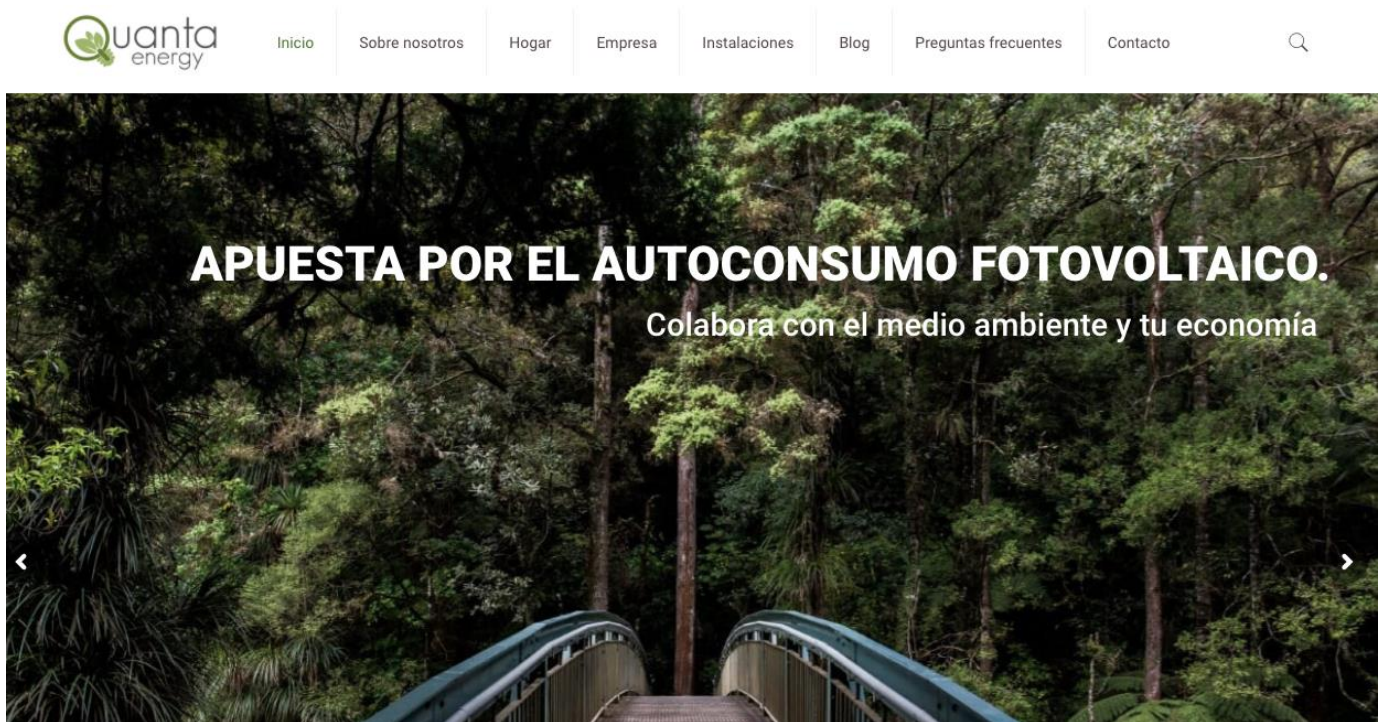 Quanta
energy
Inicio Sobre nosotros Hogar Empresa Instalaciones Blog Preguntas frecuentes Contacto
APUESTA POR EL AUTOCONSUMO FOTOVOLTAICO.
Colabora con el medio ambiente y tu economía